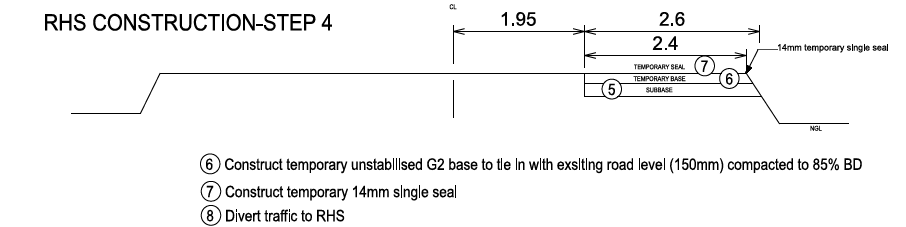 CL
RHS CONSTRUCTION-STEP 4
1.95
2.6
2.4
14mm temporary single seal
TEMPORARY SEAL
7
TEMPORARY BASE
6
5
SUBBASE
NGL
6 Construct temporary unstabilised G2 base to tie in with exsiting road level (150mm) compacted to 85% BD
7 Construct temporary 14mm single seal
8 Divert traffic to RHS